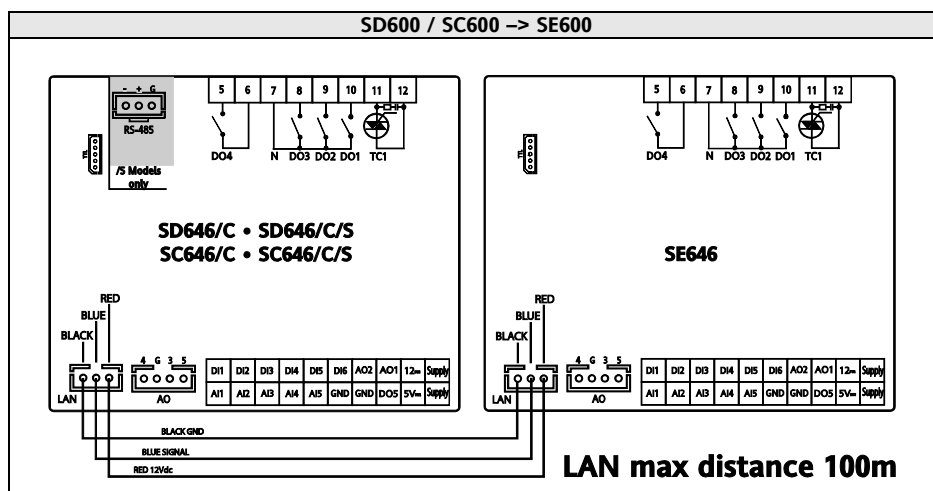 SD600 / SC600 –> SE600
- + G
RS-485
/S Models
only
TTL
5 6 7 8 9 10 11 12
DO4 N DO3 DO2 DO1 TC1
SD646/C • SD646/C/S
SC646/C • SC646/C/S
RED
BLUE
BLACK
LAN
4 G 3 5
AO
DI1 DI2 DI3 DI4 DI5 DI6 AO2 AO1 12⎓ Supply
AI1 AI2 AI3 AI4 AI5 GND GND DO5 5V⎓ Supply
TTL
5 6 7 8 9 10 11 12
DO4 N DO3 DO2 DO1 TC1
SE646
RED
BLUE
BLACK
LAN
4 G 3 5
AO
DI1 DI2 DI3 DI4 DI5 DI6 AO2 AO1 12⎓ Supply
AI1 AI2 AI3 AI4 AI5 GND GND DO5 5V⎓ Supply
BLACK GND
BLUE SIGNAL
RED 12Vdc
LAN max distance 100m